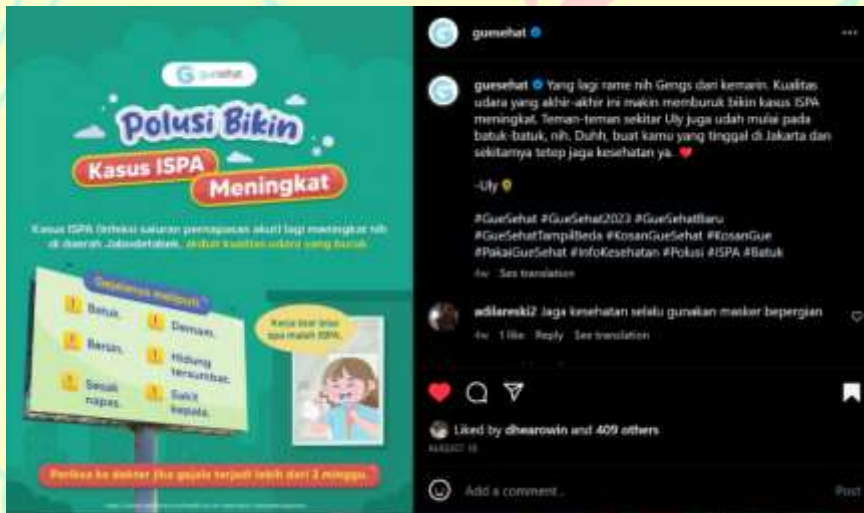 guesehat
Polusi Bikin
Kasus ISPA
Meningkat
Kasus ISPA (Infeksi saluran pernapasan akut) lagi meningkat nih
di daerah Jabodetabek, akibat kualitas udara yang buruk
Gejalanya meliputi:
Batuk.
Demam.
Bersin.
Hidung
tersumbat.
Sesak
napas.
Sakit
kepala.
apa malah ISPA.
Periksa ke dokter jika gejala terjadi lebih dari 2 minggu.
guesehat
guesehat Yang lagi rame nih Gengs dari kemarin. Kualitas
udara yang akhir-akhir ini makin memburuk bikin kasus ISPA
meningkat. Teman-teman sekitar Uly juga udah mulai pada
batuk-batuk, nih. Duhh, buat kamu yang tinggal di Jakarta dan
sekitarnya tetep jaga kesehatan ya. ❤️
-Uly
#GueSehat #GueSehat2023 #GueSehatBaru
#GueSehatTampilBeda #KosanGueSehat #KosanGue
#PakaiGueSehat #InfoKesehatan #Polusi #ISPA #Batuk
4w See translation
adilareski2 Jaga kesehatan selalu gunakan masker bepergian
4w 1 like Reply See translation
Liked by dhearowin and 409 others
Add a comment...
Post